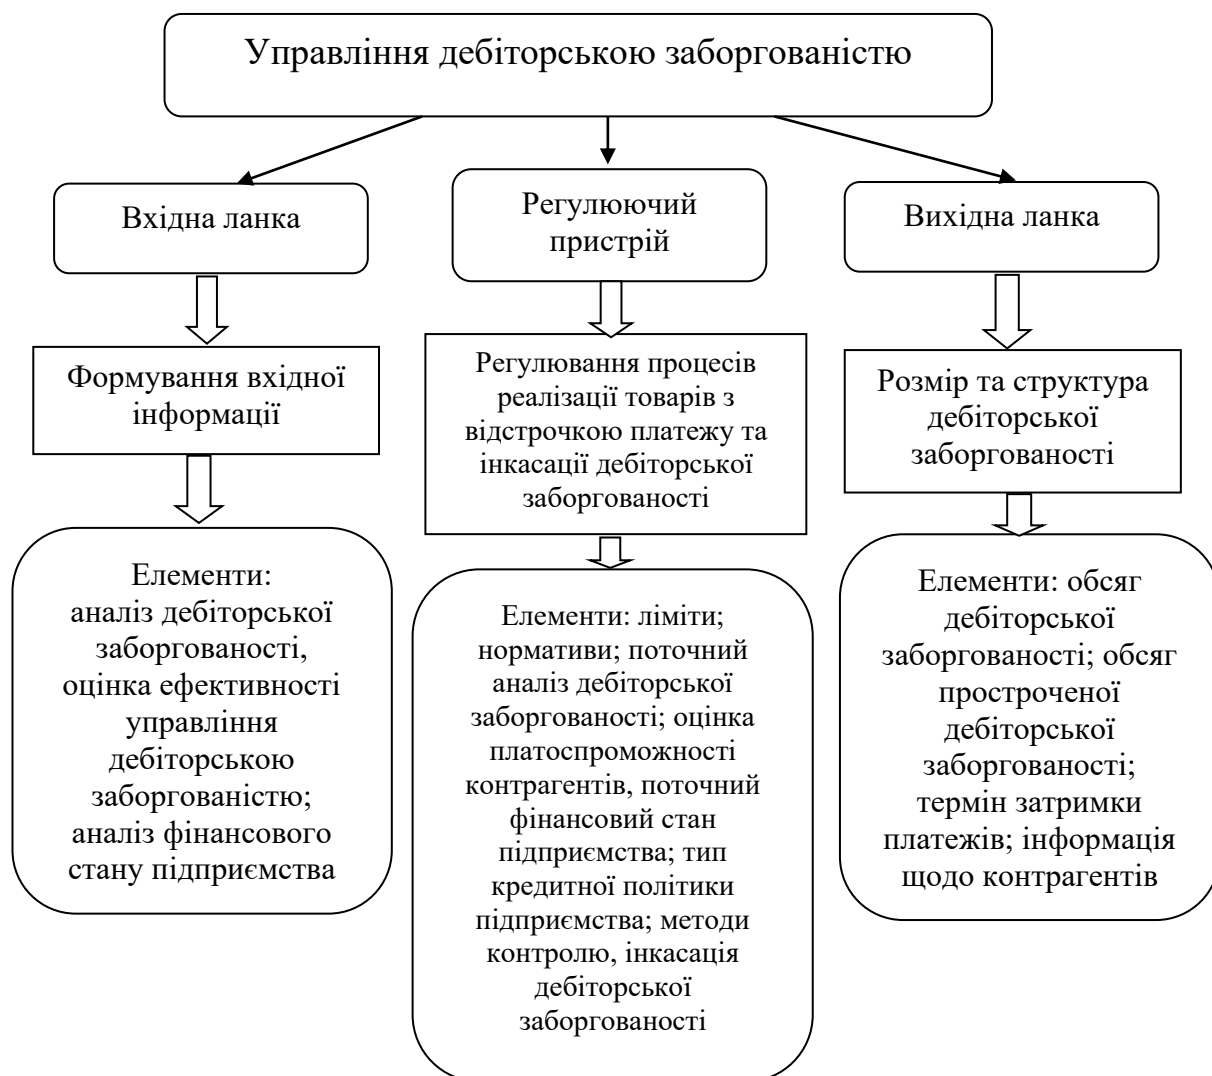 Управління дебіторською заборгованістю
Вхідна ланка
Регулюючий
пристрій
Вихідна ланка
Формування вхідної
інформації
Регулювання процесів
реалізації товарів з
відстрочкою платежу та
інкасації дебіторської
заборгованості
Розмір та структура
дебіторської
заборгованості
Елементи:
аналіз дебіторської
заборгованості,
оцінка ефективності
управління
дебіторською
заборгованістю;
аналіз фінансового
стану підприємства
Елементи: ліміти;
нормативи; поточний
аналіз дебіторської
заборгованості; оцінка
платоспроможності
контрагентів, поточний
фінансовий стан
підприємства; тип
кредитної політики
підприємства; методи
контролю, інкасація
дебіторської
заборгованості
Елементи: обсяг
дебіторської
заборгованості; обсяг
простроченої
дебіторської
заборгованості;
термін затримки
платежів; інформація
щодо контрагентів